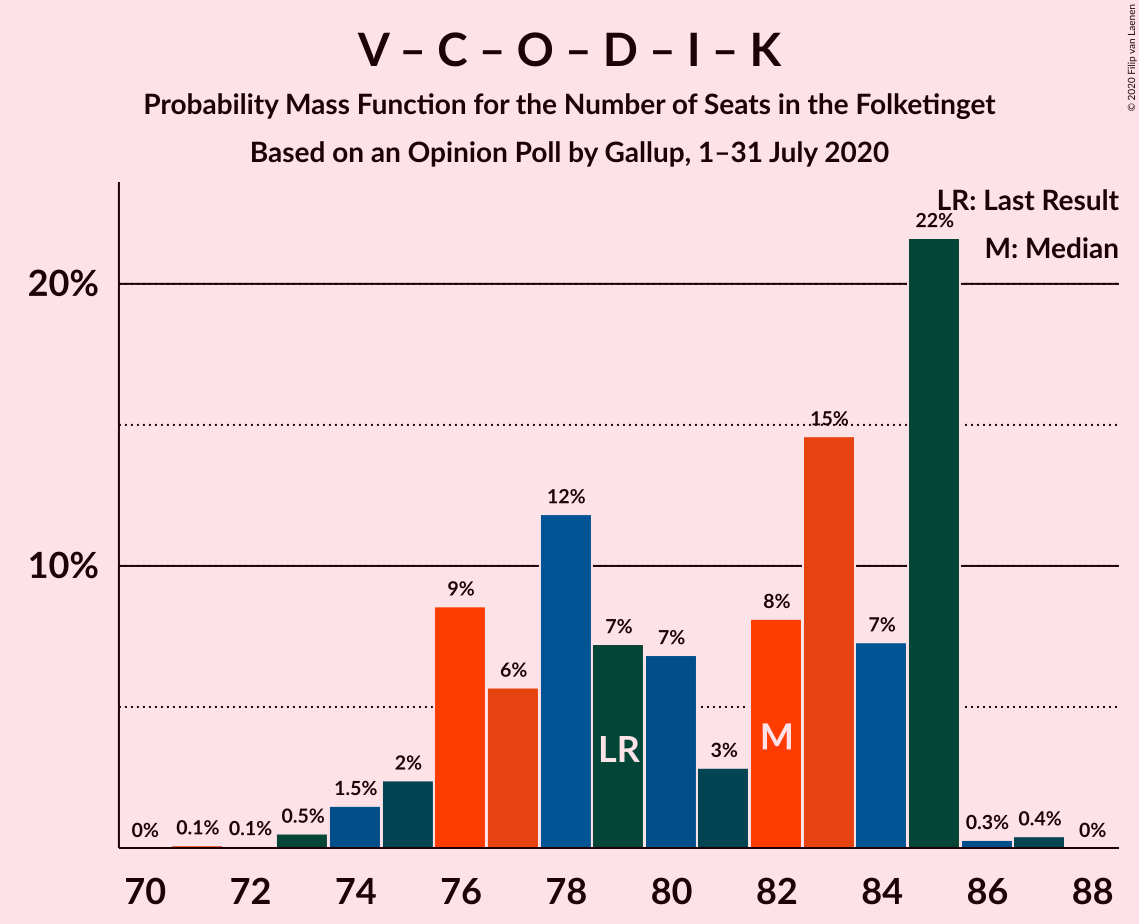 V – C – O – D – I – K
Probability Mass Function for the Number of Seats in the Folketinget
Based on an Opinion Poll by Gallup, 1–31 July 2020
© 2020 Filip van Laenen
LR: Last Result
M: Median
20%
10%
0%
0.1%
0.1%
0.5%
1.5%
2%
9%
6%
12%
7%
7%
3%
8%
15%
7%
22%
0.3%
0.4%
0%
LR
M
70 72 74 76 78 80 82 84 86 88